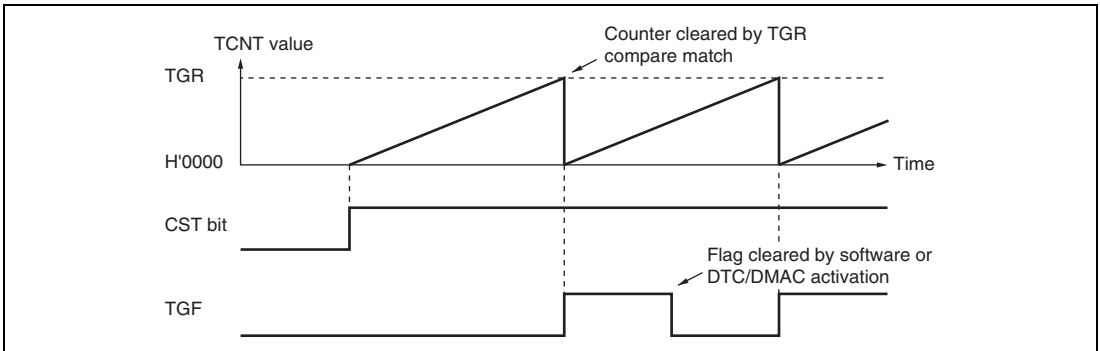 TCNT value
Counter cleared by TGR
compare match
TGR
H'0000
Time
CST bit
Flag cleared by software or
DTC/DMAC activation
TGF